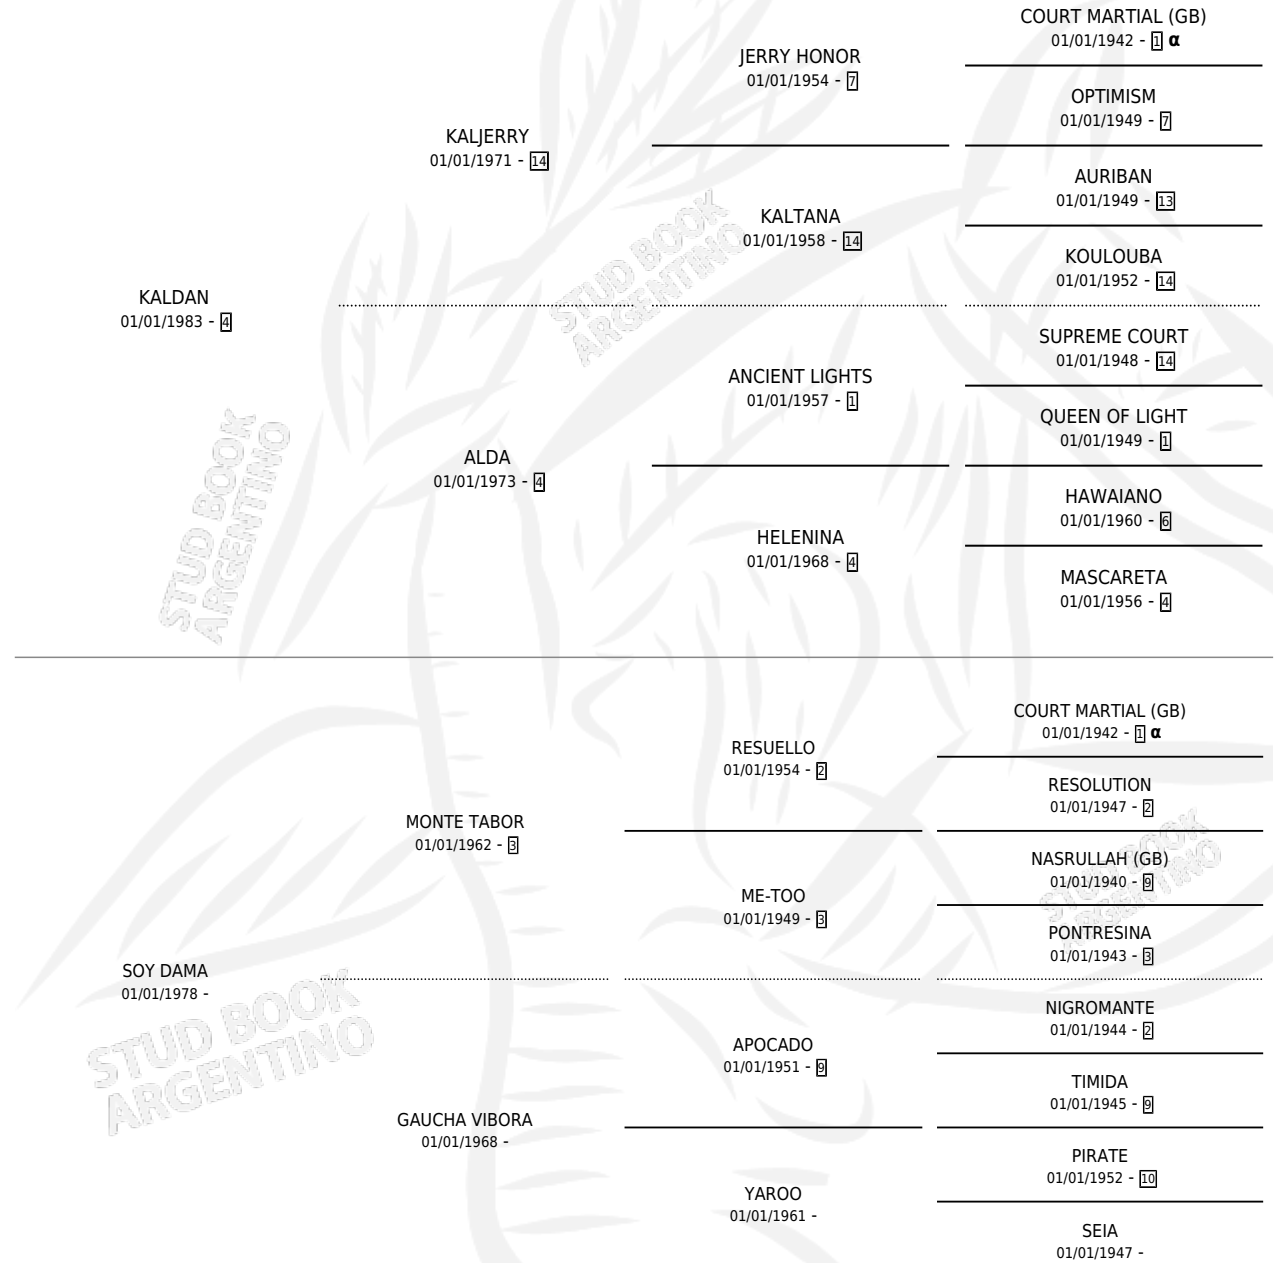 COURT MARTIAL (GB)
01/01/1942 - 1 α
JERRY HONOR
01/01/1954 - 7
OPTIMISM
01/01/1949 - 7
KALJERRY
01/01/1971 - 14
AURIBAN
01/01/1949 - 13
KALTANA
01/01/1958 - 14
KOULOUBA
01/01/1952 - 14
KALDAN
01/01/1983 - 4
SUPREME COURT
01/01/1948 - 14
ANCIENT LIGHTS
01/01/1957 - 1
QUEEN OF LIGHT
01/01/1949 - 1
ALDA
01/01/1973 - 4
HAWAIANO
01/01/1960 - 6
HELENINA
01/01/1968 - 4
MASCARETA
01/01/1956 - 4
STUD BOOK
ARGENTINO
STUD BOOK
ARGENTINO
COURT MARTIAL (GB)
01/01/1942 - 1 α
RESUELLO
01/01/1954 - 2
RESOLUTION
01/01/1947 - 2
MONTE TABOR
01/01/1962 - 3
NASRULLAH (GB)
01/01/1940 - 9
ME-TOO
01/01/1949 - 3
PONTRESINA
01/01/1943 - 3
SOY DAMA
01/01/1978 -
NIGROMANTE
01/01/1944 - 2
APOCADO
01/01/1951 - 9
TIMIDA
01/01/1945 - 9
GAUCHA VIBORA
01/01/1968 -
PIRATE
01/01/1952 - 10
YAROO
01/01/1961 -
SEIA
01/01/1947 -
STUD BOOK
ARGENTINO
STUD BOOK
ARGENTINO